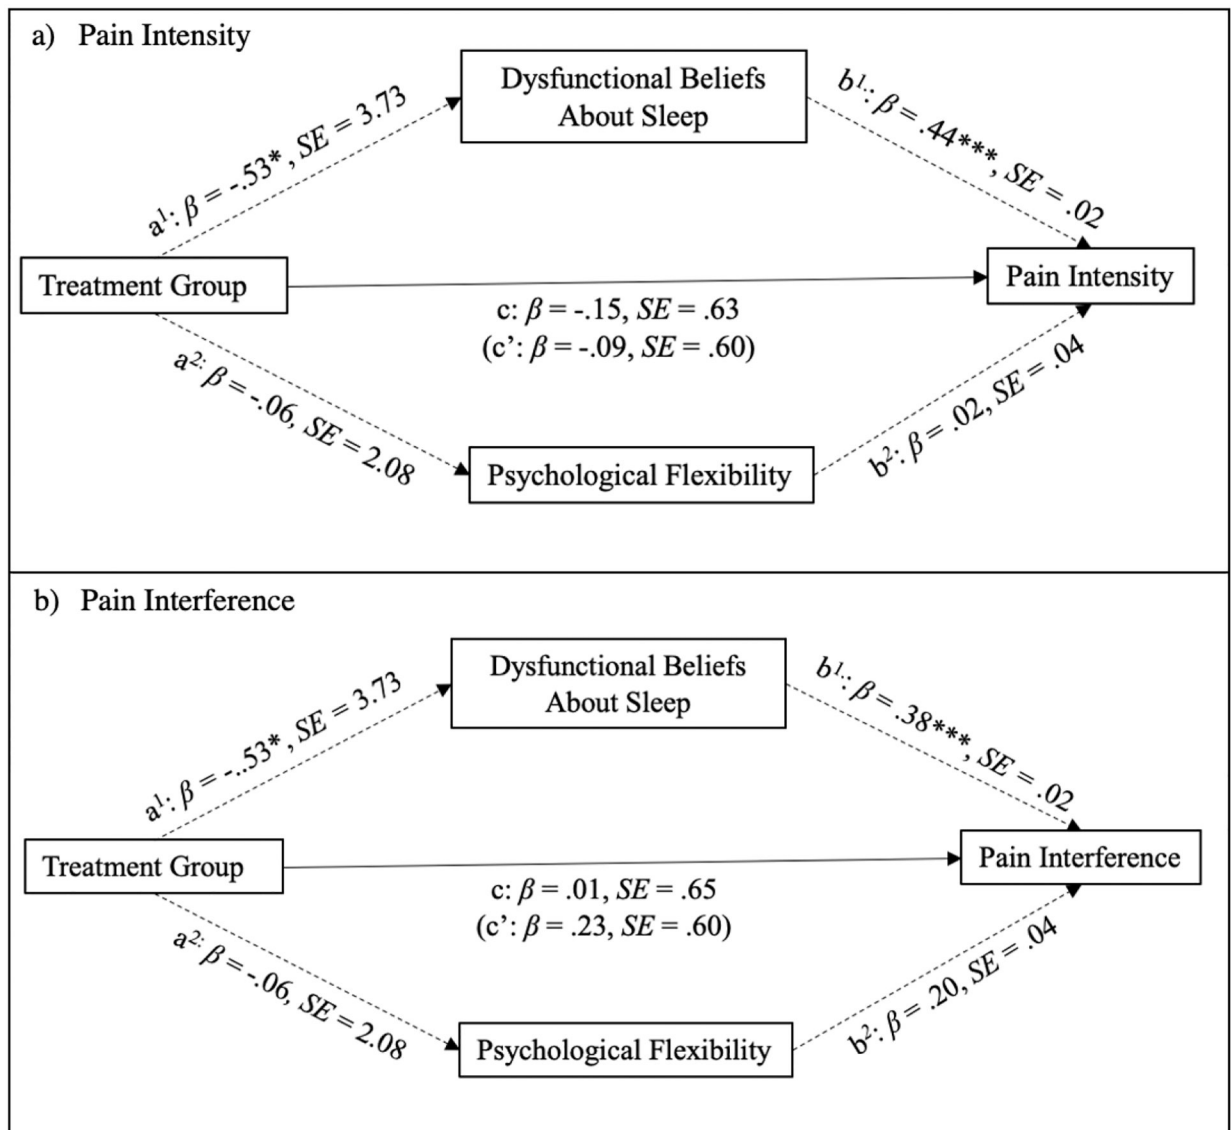 a) Pain Intensity
Dysfunctional Beliefs
About Sleep
a¹: β = -.53*, SE = 3.73
b¹: β = .44***, SE = .02
Treatment Group
Pain Intensity
c: β = -.15, SE = .63
(c’: β = -.09, SE = .60)
a²: β = -.06, SE = 2.08
b²: β = .02, SE = .04
Psychological Flexibility
b) Pain Interference
Dysfunctional Beliefs
About Sleep
a¹: β = -..53*, SE = 3.73
b¹: β = .38***, SE = .02
Treatment Group
Pain Interference
c: β = .01, SE = .65
(c’: β = .23, SE = .60)
a²: β = -.06, SE = 2.08
b²: β = .20, SE = .04
Psychological Flexibility